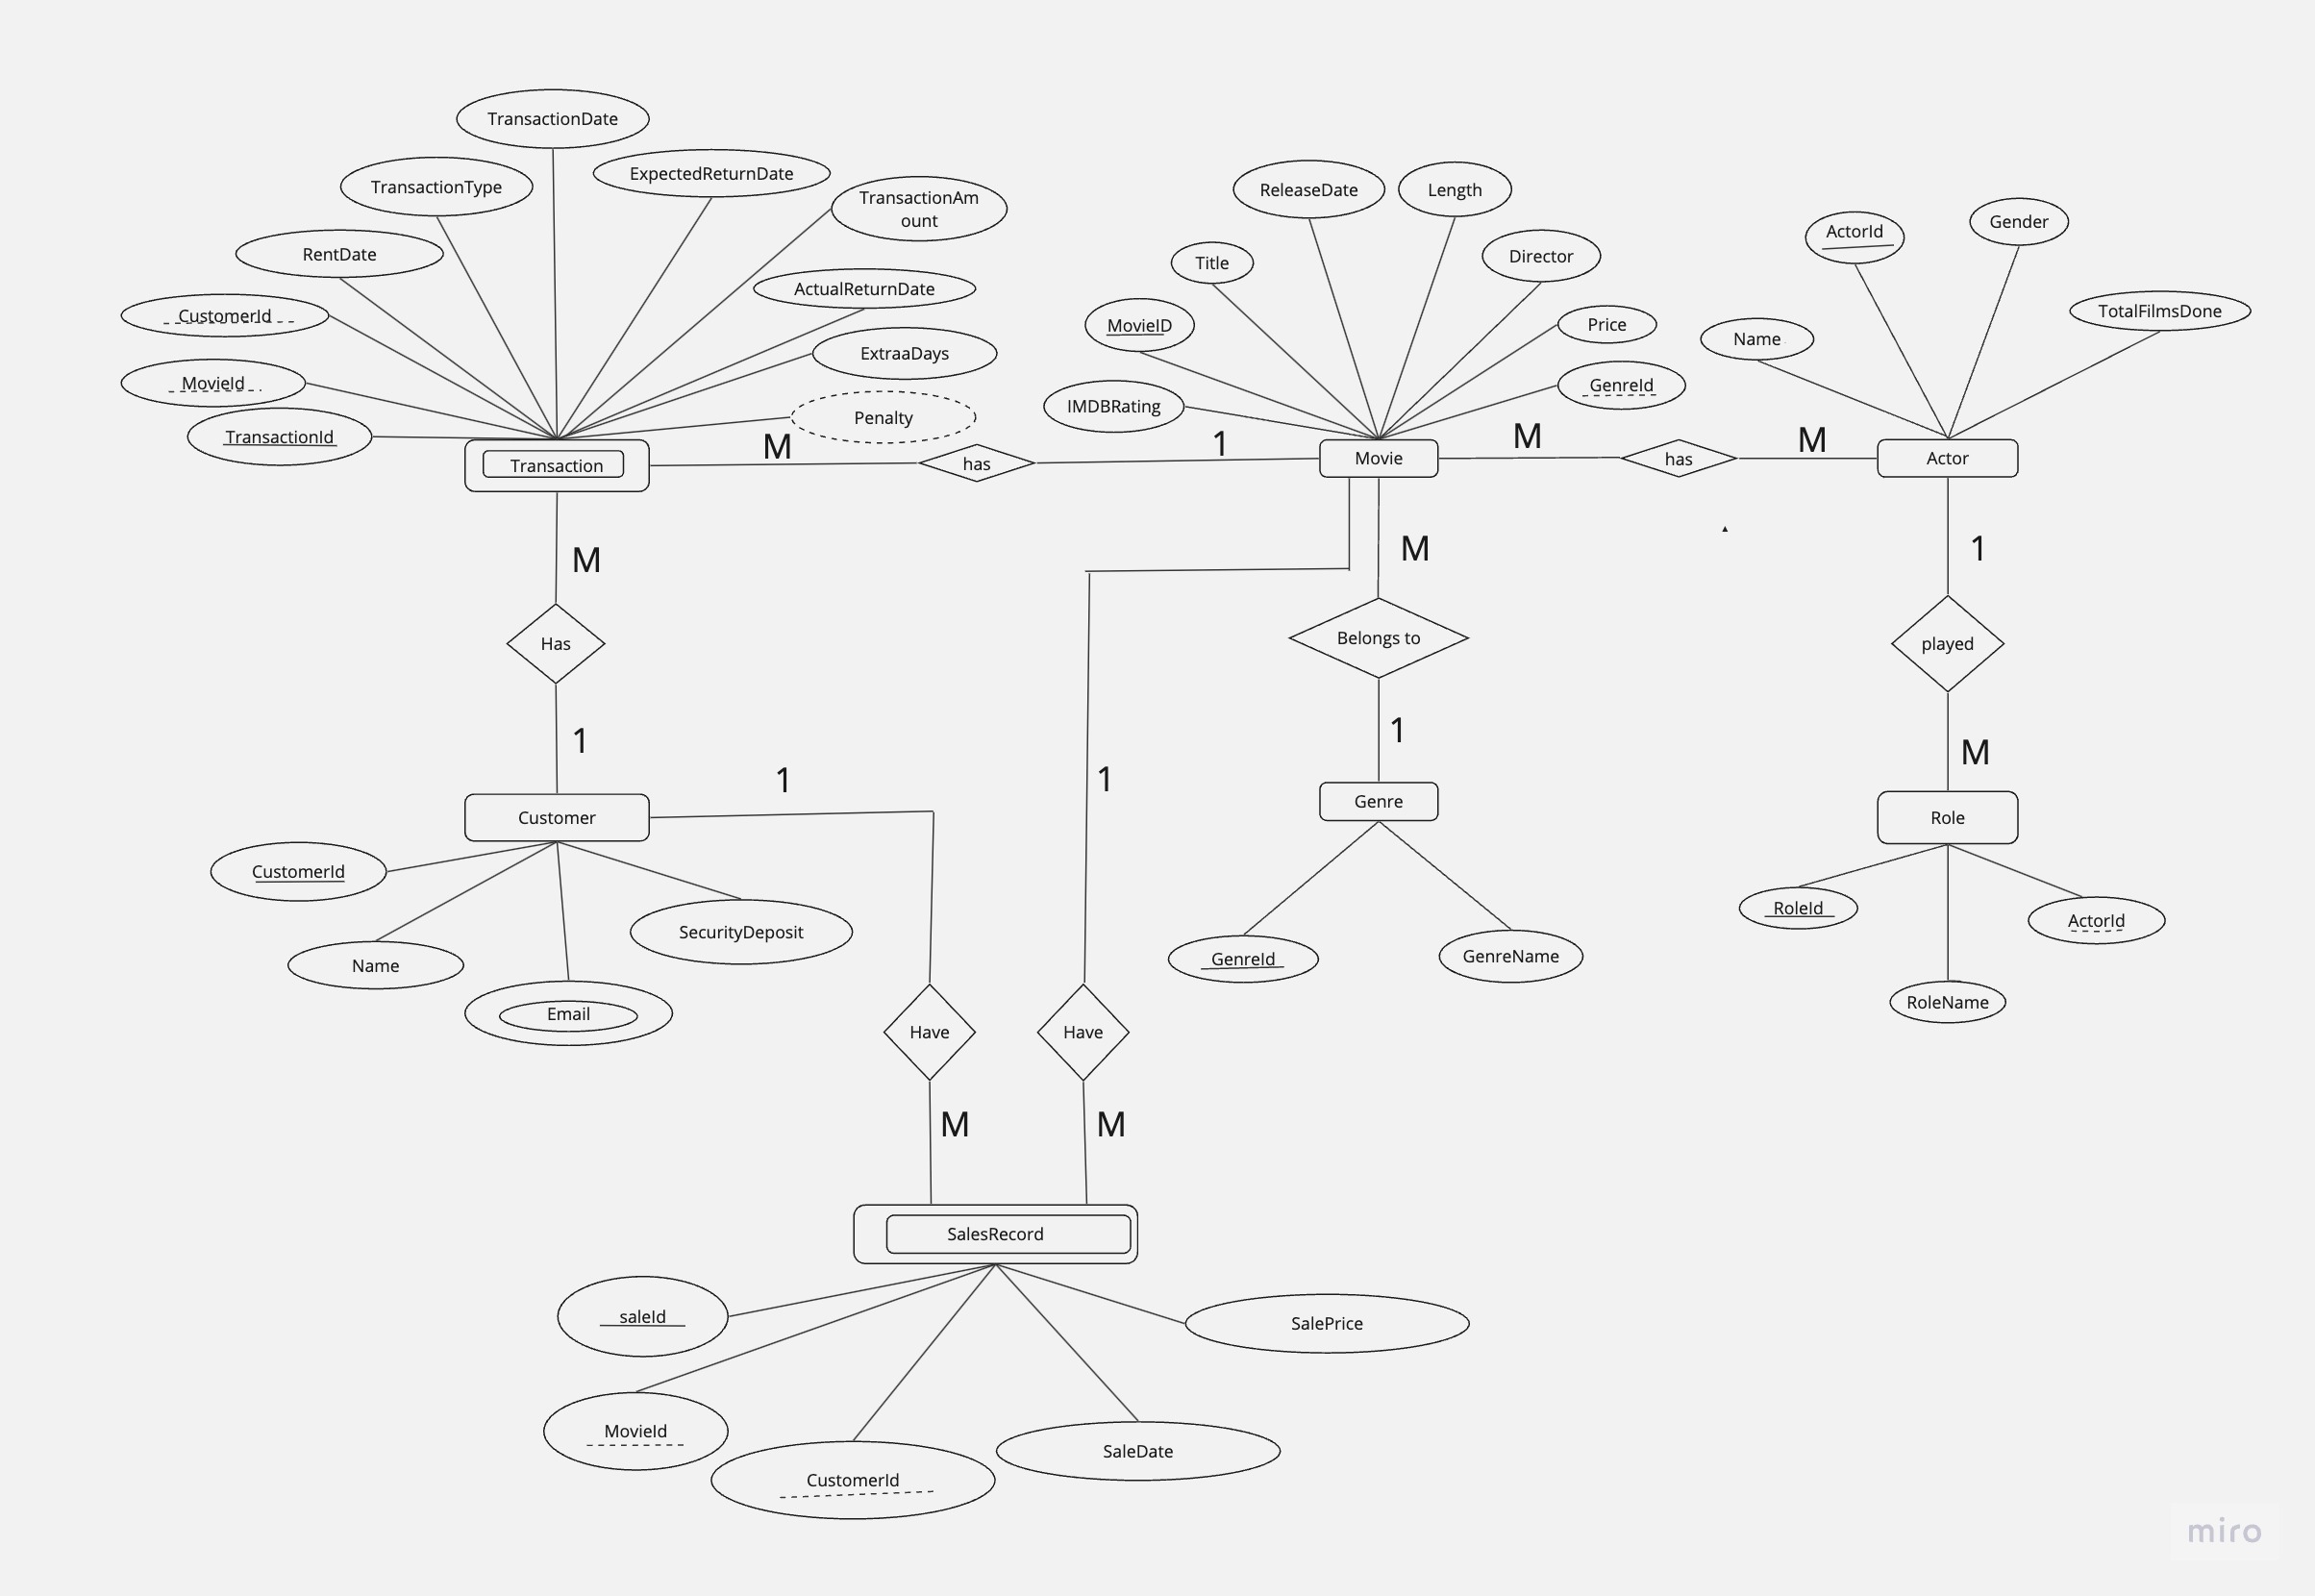 TransactionDate
ExpectedReturnDate
TransactionType
TransactionAm
ount
RentDate
ActualReturnDate
CustomerId
ExtraaDays
MovieId
Penalty
TransactionId
Transaction
M
has
1
ReleaseDate
Length
Title
Director
MovieID
Price
IMDBRating
GenreId
Movie
M
has
M
ActorId
Gender
Name
TotalFilmsDone
Actor
M
Has
1
M
Belongs to
1
1
played
M
Customer
1
1
Genre
Role
CustomerId
SecurityDeposit
Name
Email
GenreId
GenreName
RoleId
ActorId
RoleName
Have
Have
M
M
SalesRecord
saleId
SalePrice
MovieId
CustomerId
SaleDate
miro